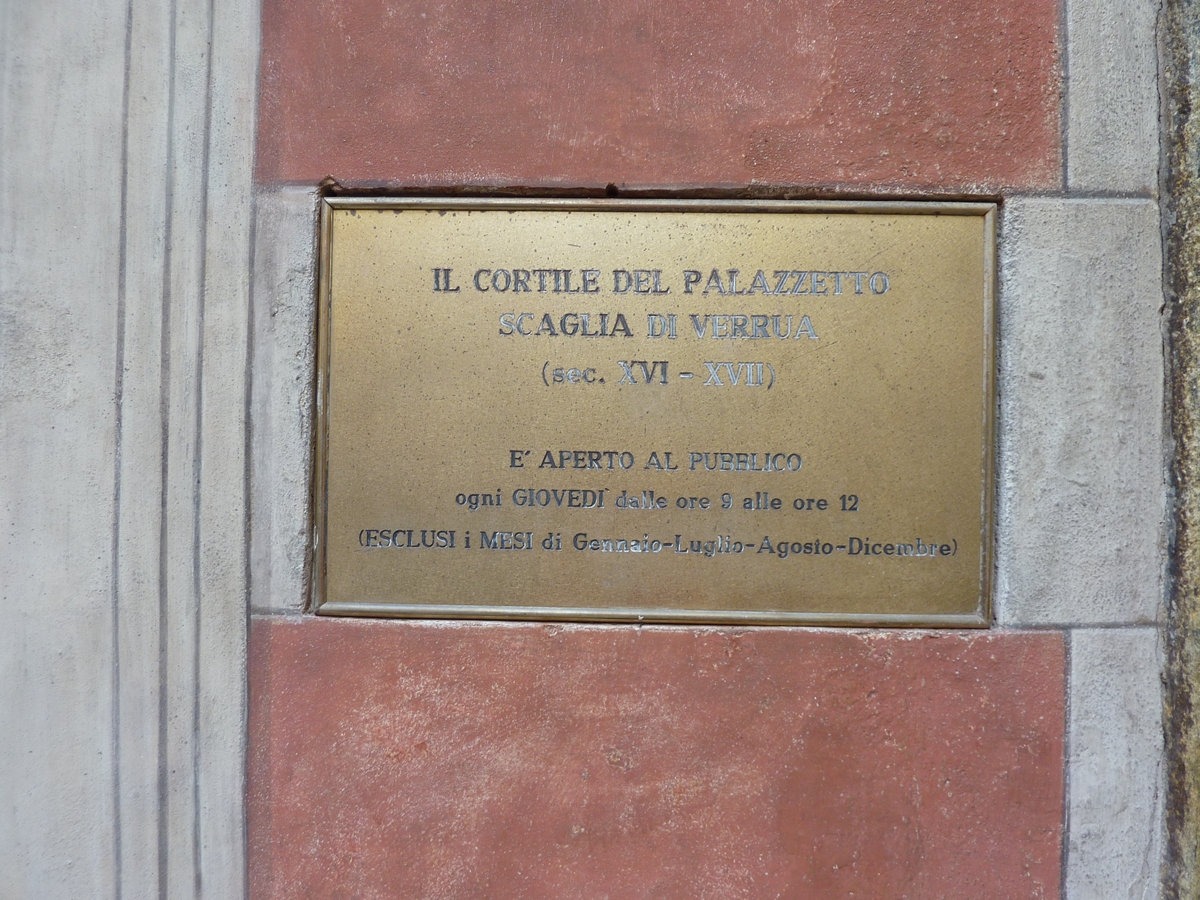 IL CORTILE DEL PALAZZETTO
SCAGLIA DI VERRUA
(sec. XVI - XVII)
E' APERTO AL PUBBLICO
ogni GIOVEDI' dalle ore 9 alle ore 12
(ESCLUSI i MESI di Gennaio-Luglio-Agosto-Dicembre)